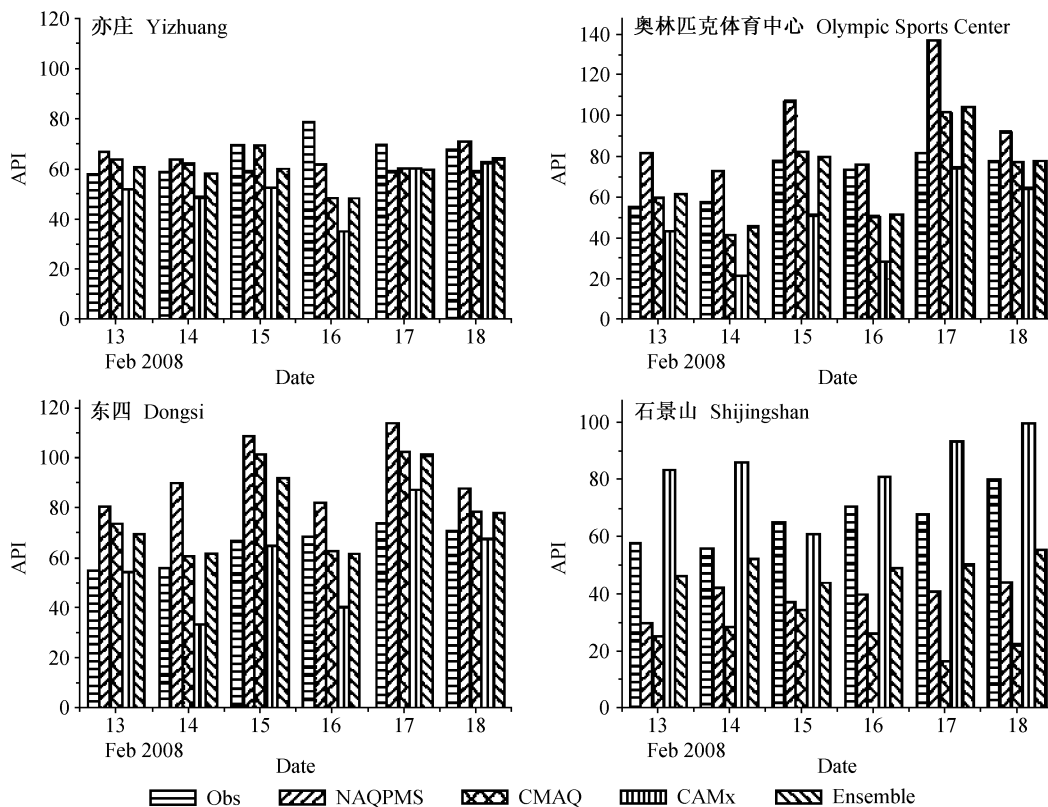 亦庄 Yizhuang
API
120
100
80
60
40
20
0
13 14 15 16 17 18
Feb 2008
Date
奥林匹克体育中心 Olympic Sports Center
API
140
120
100
80
60
40
20
0
13 14 15 16 17 18
Feb 2008
Date
东四 Dongsi
API
120
100
80
60
40
20
0
13 14 15 16 17 18
Feb 2008
Date
石景山 Shijingshan
API
100
80
60
40
20
0
13 14 15 16 17 18
Feb 2008
Date
Obs NAQPMS CMAQ CAMx Ensemble